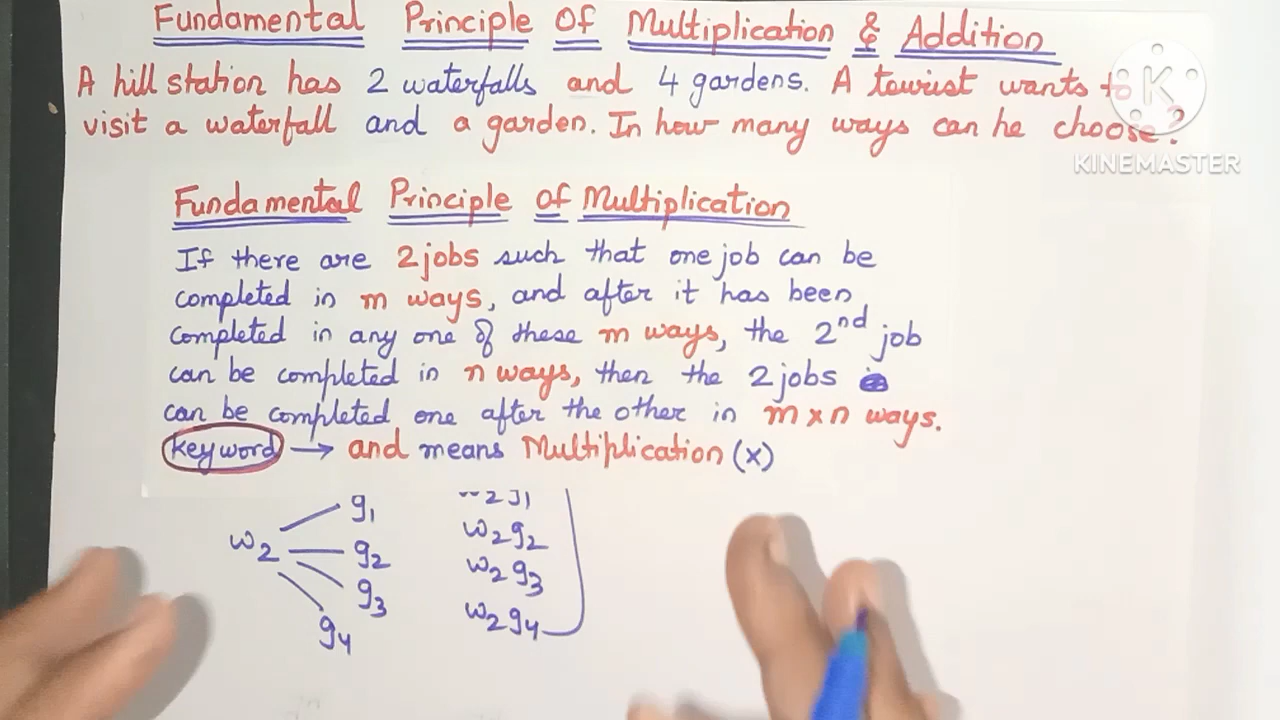 Fundamental Principle Of Multiplication & Addition
A hill station has 2 waterfalls and 4 gardens. A tourist wants to
visit a waterfall and a garden. In how many ways can he choose?
K
KINEMASTER
Fundamental Principle of Multiplication
If there are 2 jobs such that one job can be
completed in m ways, and after it has been
completed in any one of these m ways, the 2nd job
can be completed in n ways, then the 2 jobs
can be completed one after the other in m x n ways.
keyword → and means Multiplication (x)
w2 g1 g2 g3 g4
w2g1
w2g2
w2g3
w2g4